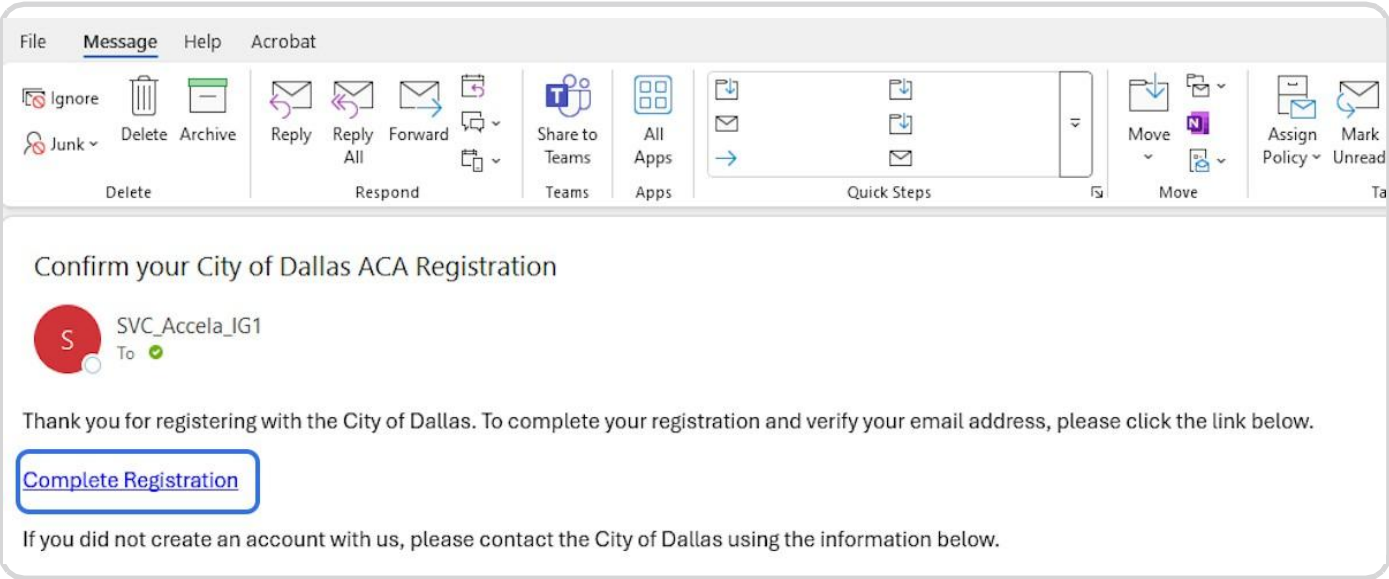 File Message Help Acrobat
Ignore
Junk
Delete
Archive
Delete
Reply
Reply All
Forward
Respond
Share to Teams
Teams
All Apps
Apps
Quick Steps
Move
Move
Assign Policy
Mark Unread
Ta
Confirm your City of Dallas ACA Registration
S
SVC_Accela_IG1
To
Thank you for registering with the City of Dallas. To complete your registration and verify your email address, please click the link below.
Complete Registration
If you did not create an account with us, please contact the City of Dallas using the information below.